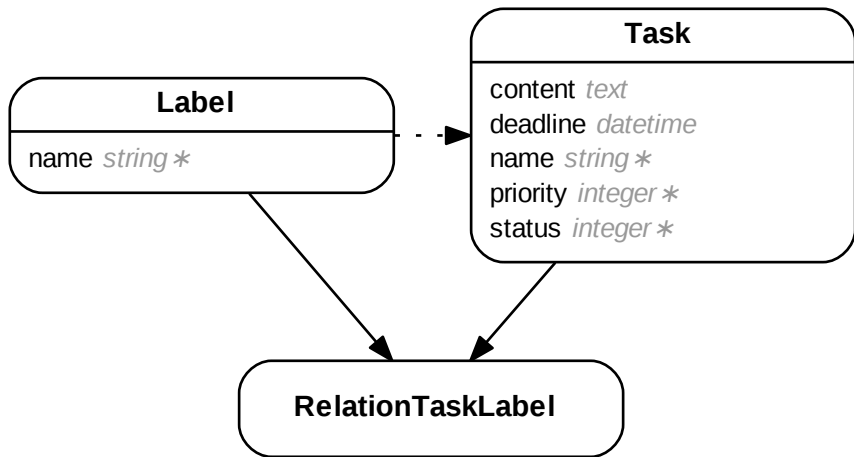 Task
content text
deadline datetime
name string ∗
priority integer ∗
status integer ∗
Label
name string ∗
RelationTaskLabel